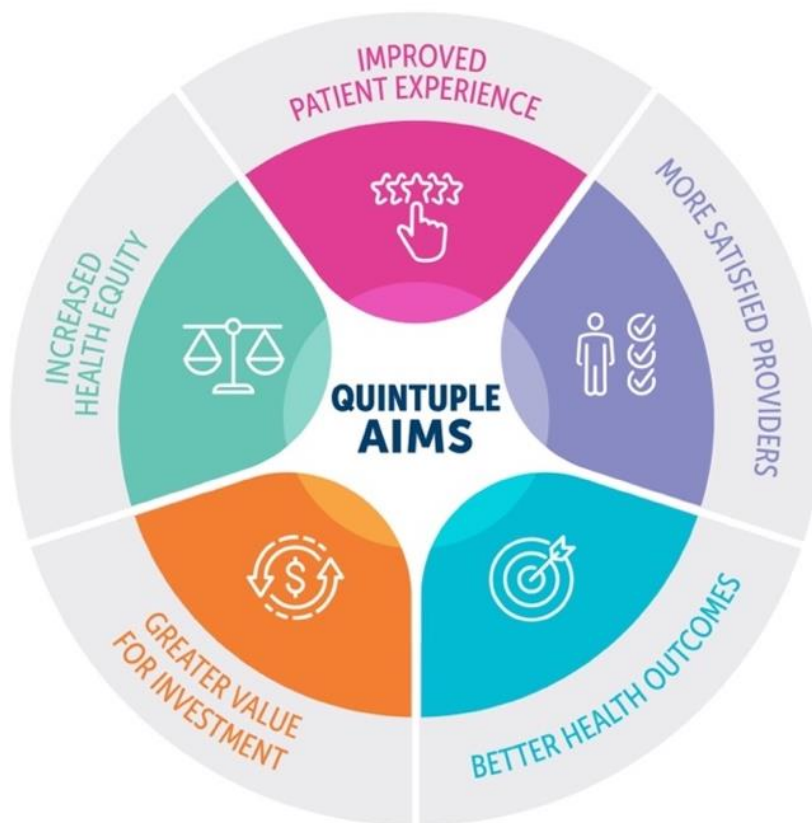 IMPROVED
PATIENT EXPERIENCE
MORE SATISFIED PROVIDERS
BETTER HEALTH OUTCOMES
GREATER VALUE
FOR INVESTMENT
INCREASED
HEALTH EQUITY
QUINTUPLE
AIMS
$